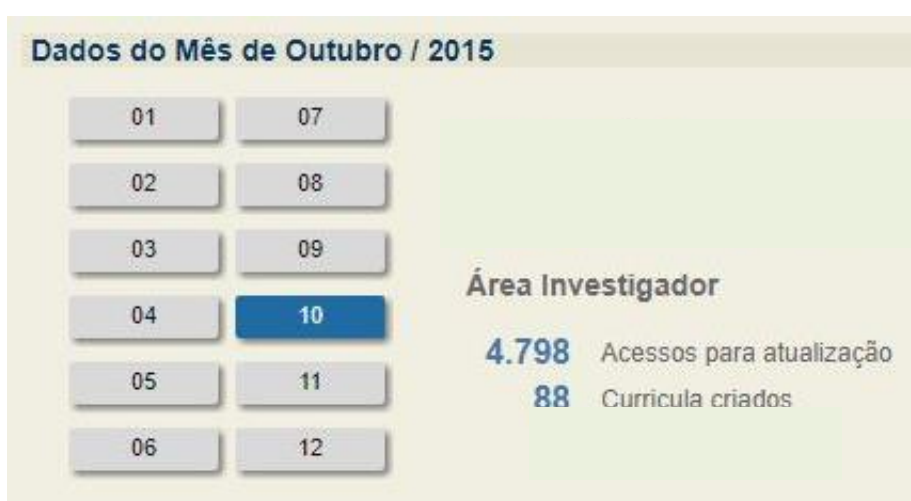 Dados do Mês de Outubro / 2015
01 07
02 08
03 09
04 10
05 11
06 12
Área Investigador
4.798 Acessos para atualização
88 Curricula criados